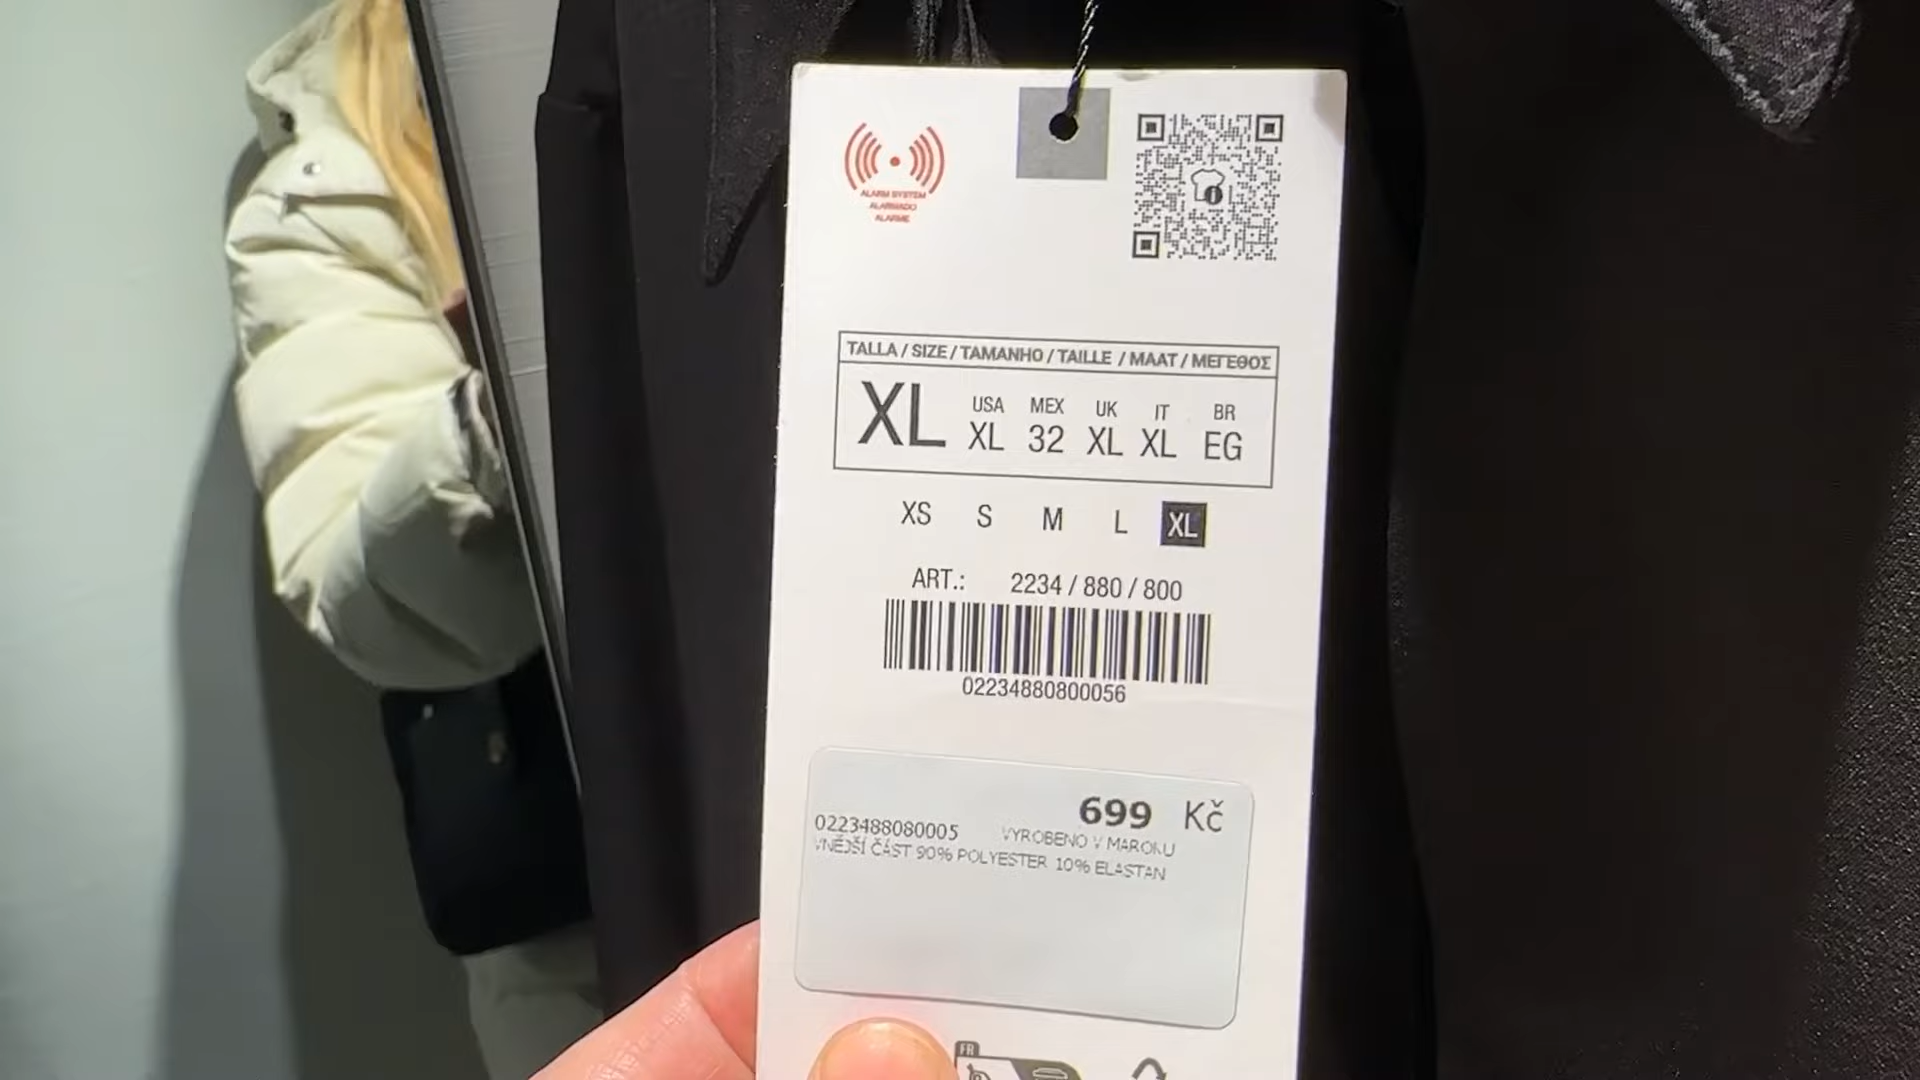 ALARM SYSTEM
ALARMADO
ALARME
TALLA / SIZE / TAMANHO / TAILLE / MAAT / ΜΕΓΕΘΟΣ
XL
USA MEX UK IT BR
XL 32 XL XL EG
XS S M L XL
ART.: 2234 / 880 / 800
02234880800056
699 Kč
0223488080005 VYROBENO V MAROKU
VNĚJŠÍ ČÁST 90% POLYESTER 10% ELASTAN
FR